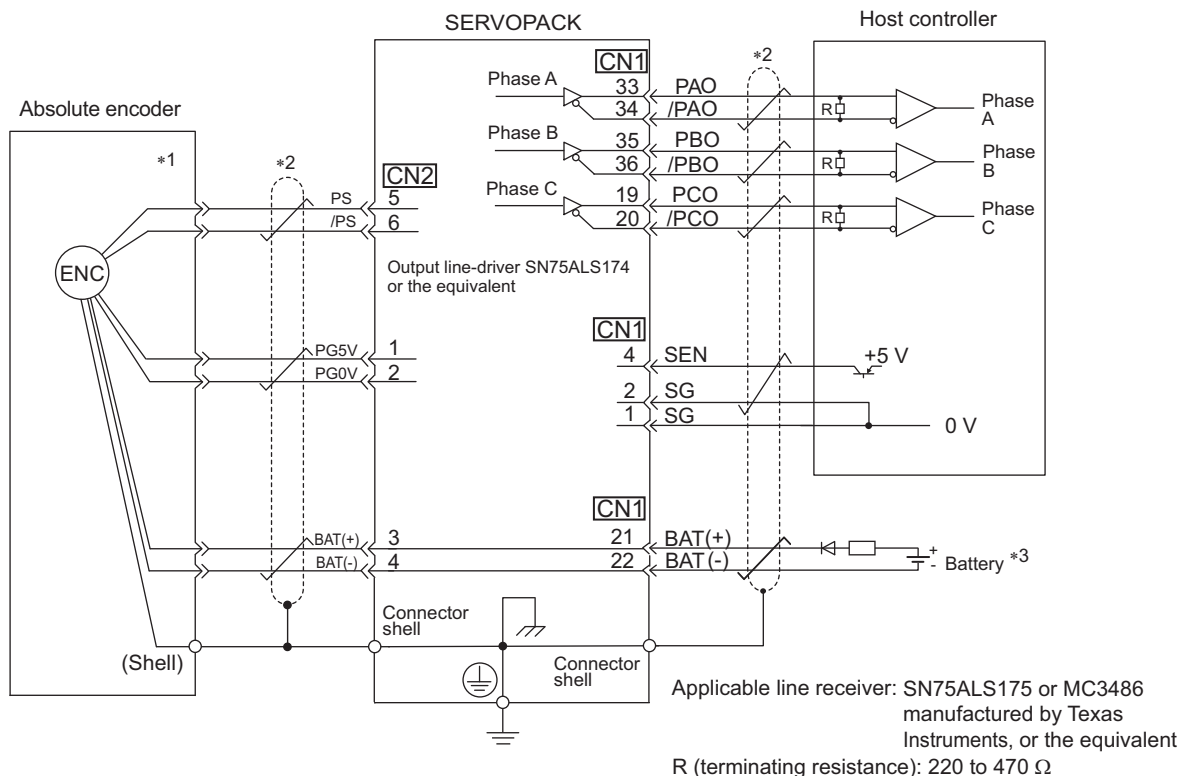 SERVOPACK
Host controller
Absolute encoder
*1
*2
CN2
PS 5
/PS 6
ENC
PG5V 1
PG0V 2
BAT(+) 3
BAT(-) 4
(Shell)
Connector
shell
Output line-driver SN75ALS174
or the equivalent
CN1
*2
Phase A 33 PAO R Phase
A
34 /PAO
Phase B 35 PBO R Phase
B
36 /PBO
Phase C 19 PCO R Phase
C
20 /PCO
CN1
4 SEN +5 V
2 SG
1 SG 0 V
CN1
21 BAT(+)
22 BAT (-)
+
- Battery *3
Connector
shell
Applicable line receiver: SN75ALS175 or MC3486
manufactured by Texas
Instruments, or the equivalent
R (terminating resistance): 220 to 470 Ω